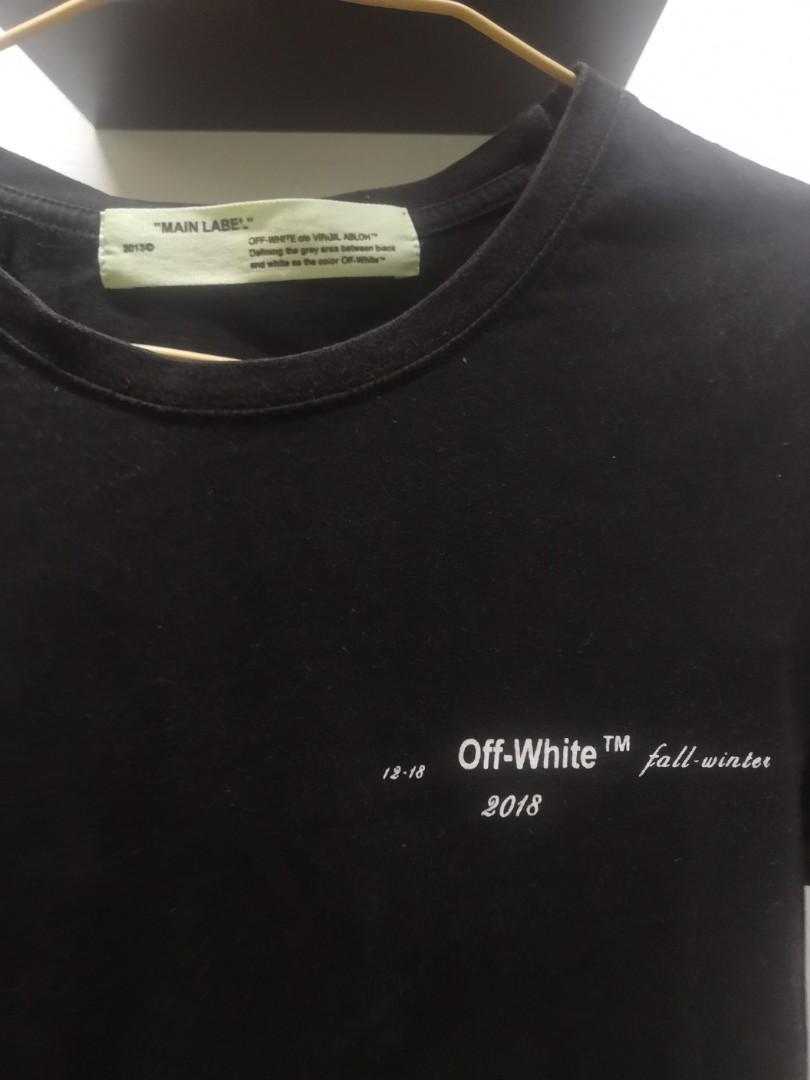 "MAIN LABEL"
2013©
OFF-WHITE c/o VIRGIL ABLOH™
Defining the grey area between black
and white as the color Off-White™
12-18 Off-White™ fall-winter
2018